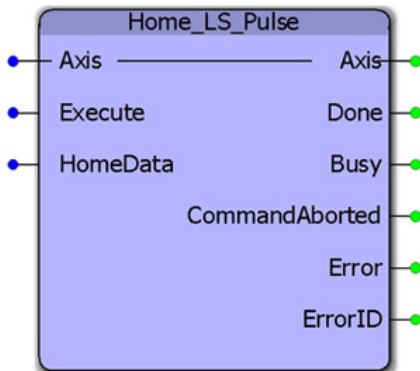 Home_LS_Pulse
Axis Axis
Execute Done
HomeData Busy
CommandAborted
Error
ErrorID